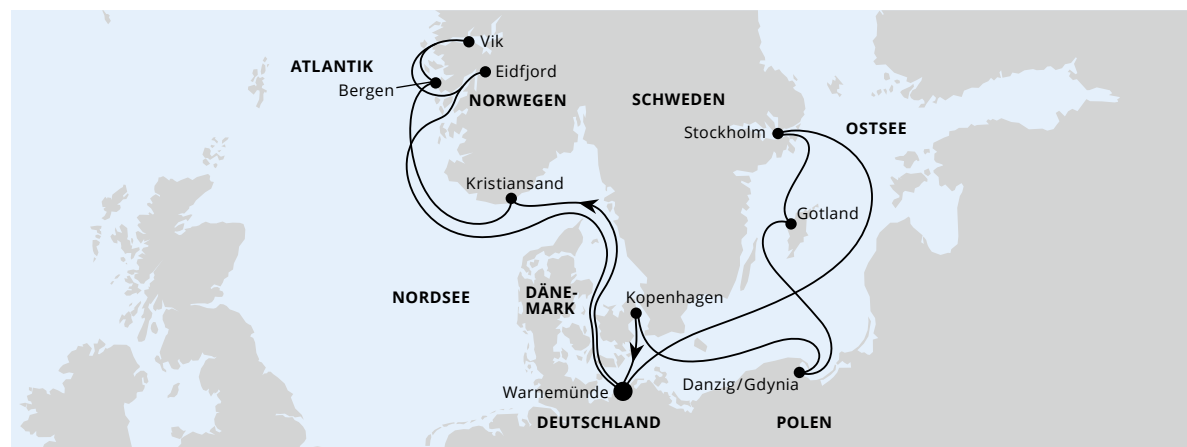 Vik
ATLANTIK
Eidfjord
Bergen
NORWEGEN
SCHWEDEN
Stockholm
OSTSEE
Kristiansand
Gotland
NORDSEE
DÄNE-
MARK
Kopenhagen
Warnemünde
Danzig/Gdynia
DEUTSCHLAND
POLEN